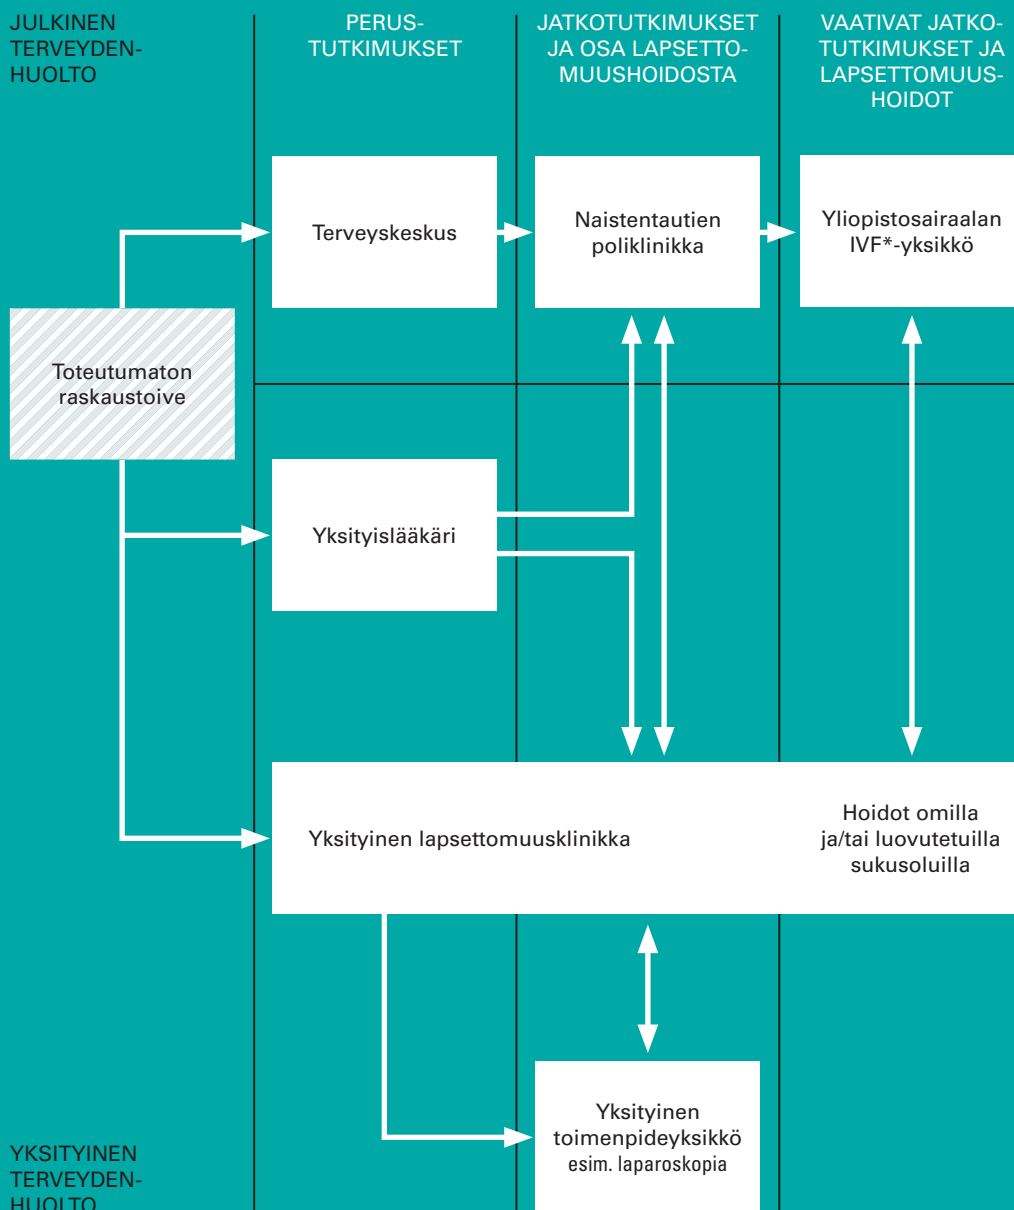 JULKINEN
TERVEYDEN-
HUOLTO
PERUS-
TUTKIMUKSET
JATKOTUTKIMUKSET
JA OSA LAPSETTO-
MUUSHOIDOSTA
VAATIVAT JATKO-
TUTKIMUKSET JA
LAPSETTOMUUS-
HOIDOT
Terveyskeskus
Naistentautien
poliklinikka
Yliopistosairaalan
IVF*-yksikkö
Toteutumaton
raskaustoive
Yksityislääkäri
Yksityinen lapsettomuusklinikka
Hoidot omilla
ja/tai luovutetuilla
sukusoluilla
Yksityinen
toimenpideyksikkö
esim. laparoskopia
YKSITYINEN
TERVEYDEN-
HUOLTO